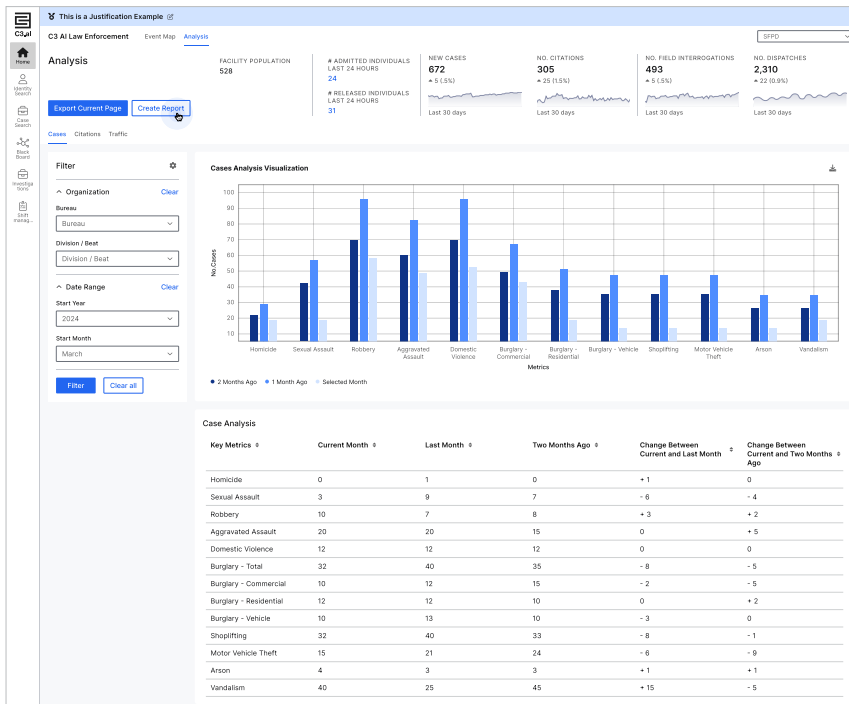 This is a Justification Example
C3.ai
C3 AI Law Enforcement
Event Map
Analysis
SFPD
Home
Identity
Search
Case
Search
Black
Board
Investiga
tions
Shift
manag...
Analysis
Export Current Page
Create Report
FACILITY POPULATION
528
# ADMITTED INDIVIDUALS
LAST 24 HOURS
24
# RELEASED INDIVIDUALS
LAST 24 HOURS
31
NEW CASES
672
5 (.5%)
Last 30 days
NO. CITATIONS
305
25 (1.5%)
Last 30 days
NO. FIELD INTERROGATIONS
493
5 (.5%)
Last 30 days
NO. DISPATCHES
2,310
22 (0.9%)
Last 30 days
Cases
Citations
Traffic
Filter
Organization
Clear
Bureau
Bureau
Division / Beat
Division / Beat
Date Range
Clear
Start Year
2024
Start Month
March
Filter
Clear all
Cases Analysis Visualization
No.Cases
100
90
80
70
60
50
40
30
20
10
Homicide
Sexual Assault
Robbery
Aggravated
Assault
Domestic
Violence
Burglary -
Commercial
Burglary -
Residential
Burglary - Vehicle
Shoplifting
Motor Vehicle
Theft
Arson
Vandalism
Metrics
2 Months Ago
1 Month Ago
Selected Month
Case Analysis
Key Metrics
Current Month
Last Month
Two Months Ago
Change Between
Current and Last Month
Change Between
Current and Two Months
Ago
Homicide 0 1 0 + 1 0
Sexual Assault 3 9 7 - 6 - 4
Robbery 10 7 8 + 3 + 2
Aggravated Assault 20 20 15 0 + 5
Domestic Violence 12 12 12 0 0
Burglary - Total 32 40 35 - 8 - 5
Burglary - Commercial 10 12 15 - 2 - 5
Burglary - Residential 12 12 10 0 + 2
Burglary - Vehicle 10 13 10 - 3 0
Shoplifting 32 40 33 - 8 - 1
Motor Vehicle Theft 15 21 24 - 6 - 9
Arson 4 3 3 + 1 + 1
Vandalism 40 25 45 + 15 - 5